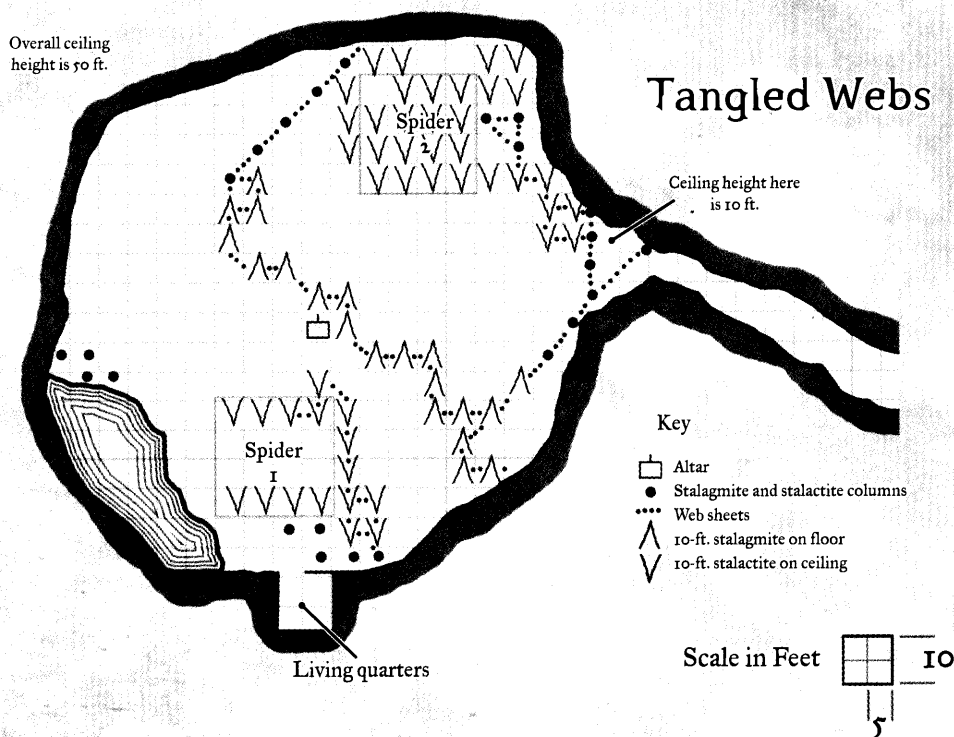 Overall ceiling
height is 50 ft.
Tangled Webs
Spider
2
Ceiling height here
is 10 ft.
Spider
1
Key
Altar
Stalagmite and stalactite columns
Web sheets
10-ft. stalagmite on floor
10-ft. stalactite on ceiling
Living quarters
Scale in Feet
10
5